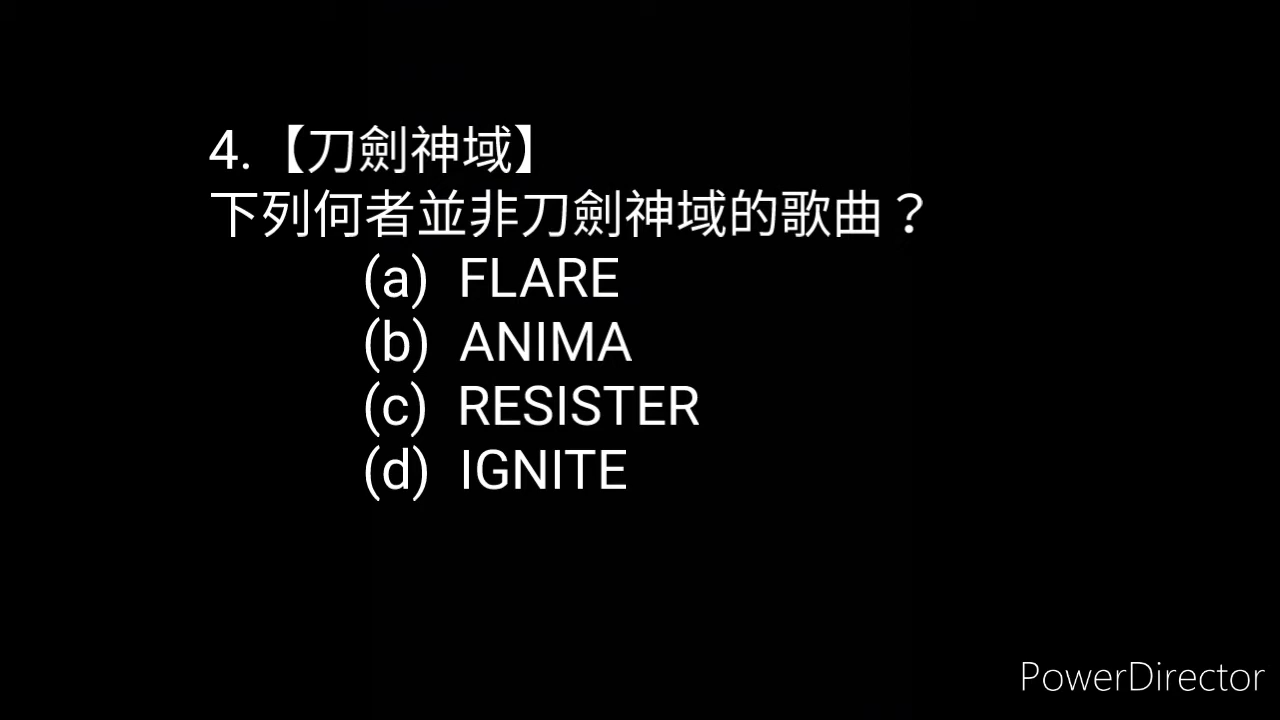 4.【刀劍神域】
下列何者並非刀劍神域的歌曲？
(a) FLARE
(b) ANIMA
(c) RESISTER
(d) IGNITE
PowerDirector